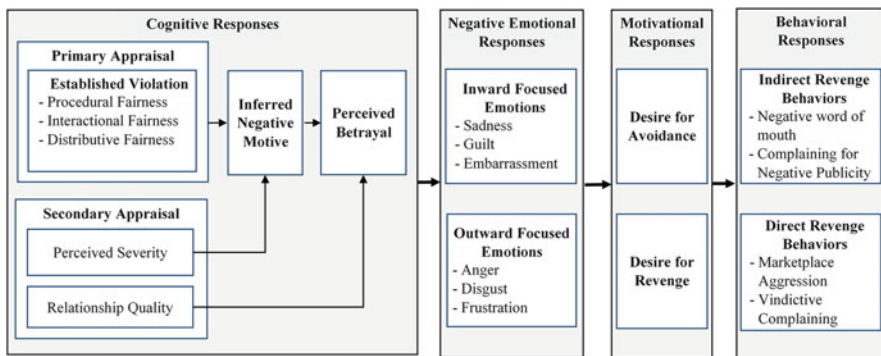 Cognitive Responses
Primary Appraisal
Established Violation
- Procedural Fairness
- Interactional Fairness
- Distributive Fairness
Inferred
Negative
Motive
Perceived
Betrayal
Secondary Appraisal
Perceived Severity
Relationship Quality
Negative Emotional
Responses
Inward Focused
Emotions
- Sadness
- Guilt
- Embarrassment
Outward Focused
Emotions
- Anger
- Disgust
- Frustration
Motivational
Responses
Desire for
Avoidance
Desire for
Revenge
Behavioral
Responses
Indirect Revenge
Behaviors
- Negative word of
mouth
- Complaining for
Negative Publicity
Direct Revenge
Behaviors
- Marketplace
Aggression
- Vindictive
Complaining